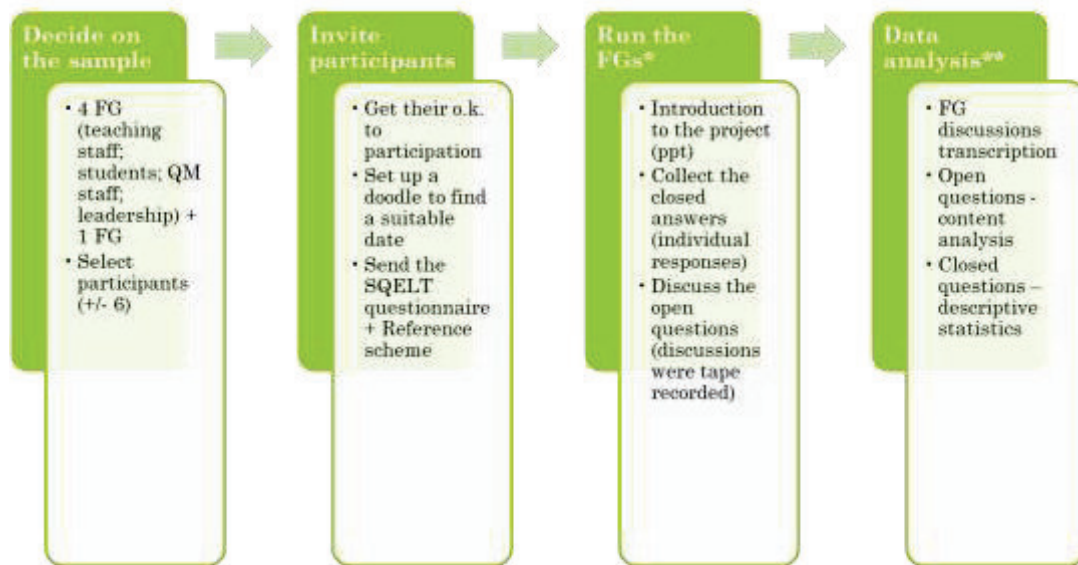 Decide on
the sample
• 4 FG
(teaching
staff;
students; QM
staff;
leadership) +
1 FG
• Select
participants
(+/- 6)
Invite
participants
• Get their o.k.
to
participation
• Set up a
doodle to find
a suitable
date
• Send the
SQELT
questionnaire
+ Reference
scheme
Run the
FGs*
• Introduction
to the project
(ppt)
• Collect the
closed
answers
(individual
responses)
• Discuss the
open
questions
(discussions
were tape
recorded)
Data
analysis**
• FG
discussions
transcription
• Open
questions -
content
analysis
• Closed
questions –
descriptive
statistics